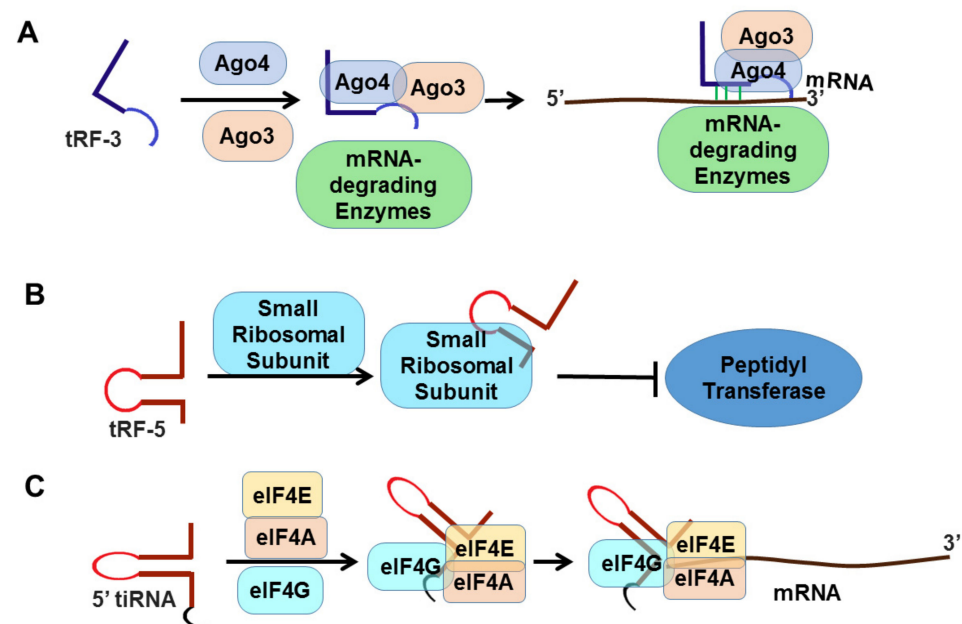 A
tRF-3
Ago4
Ago3
Ago4
Ago3
mRNA-
degrading
Enzymes
5’
Ago3
Ago4
mRNA
3’
mRNA-
degrading
Enzymes
B
tRF-5
Small
Ribosomal
Subunit
Small
Ribosomal
Subunit
Peptidyl
Transferase
C
5’ tiRNA
eIF4E
eIF4A
eIF4G
eIF4E
eIF4G
eIF4A
eIF4E
eIF4G
eIF4A
3’
mRNA